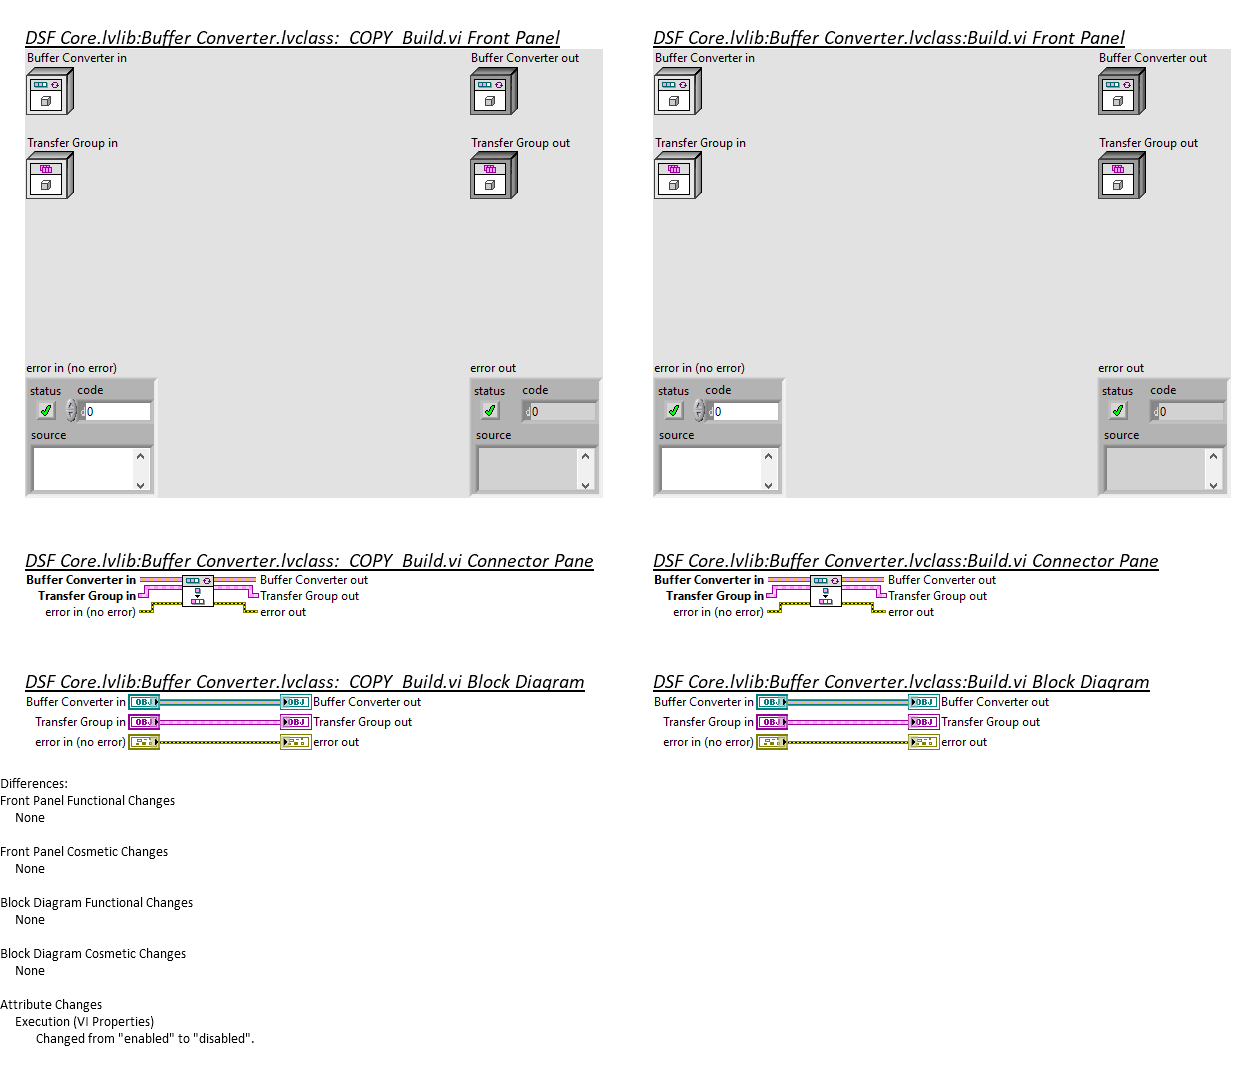 DSF Core.lvlib:Buffer Converter.lvclass:  COPY  Build.vi Front Panel
Buffer Converter in
Buffer Converter out
Transfer Group in
Transfer Group out
error in (no error)
error out
status
code
status
code
d
0
d
0
source
source
DSF Core.lvlib:Buffer Converter.lvclass:Build.vi Front Panel
Buffer Converter in
Buffer Converter out
Transfer Group in
Transfer Group out
error in (no error)
error out
status
code
status
code
d
0
d
0
source
source
DSF Core.lvlib:Buffer Converter.lvclass:  COPY  Build.vi Connector Pane
Buffer Converter in
Buffer Converter out
Transfer Group in
Transfer Group out
error in (no error)
error out
DSF Core.lvlib:Buffer Converter.lvclass:Build.vi Connector Pane
Buffer Converter in
Buffer Converter out
Transfer Group in
Transfer Group out
error in (no error)
error out
DSF Core.lvlib:Buffer Converter.lvclass:  COPY  Build.vi Block Diagram
Buffer Converter in OBJ OBJ Buffer Converter out
Transfer Group in OBJ OBJ Transfer Group out
error in (no error)
error out
DSF Core.lvlib:Buffer Converter.lvclass:Build.vi Block Diagram
Buffer Converter in OBJ OBJ Buffer Converter out
Transfer Group in OBJ OBJ Transfer Group out
error in (no error)
error out
Differences:
Front Panel Functional Changes
None
Front Panel Cosmetic Changes
None
Block Diagram Functional Changes
None
Block Diagram Cosmetic Changes
None
Attribute Changes
Execution (VI Properties)
Changed from "enabled" to "disabled".